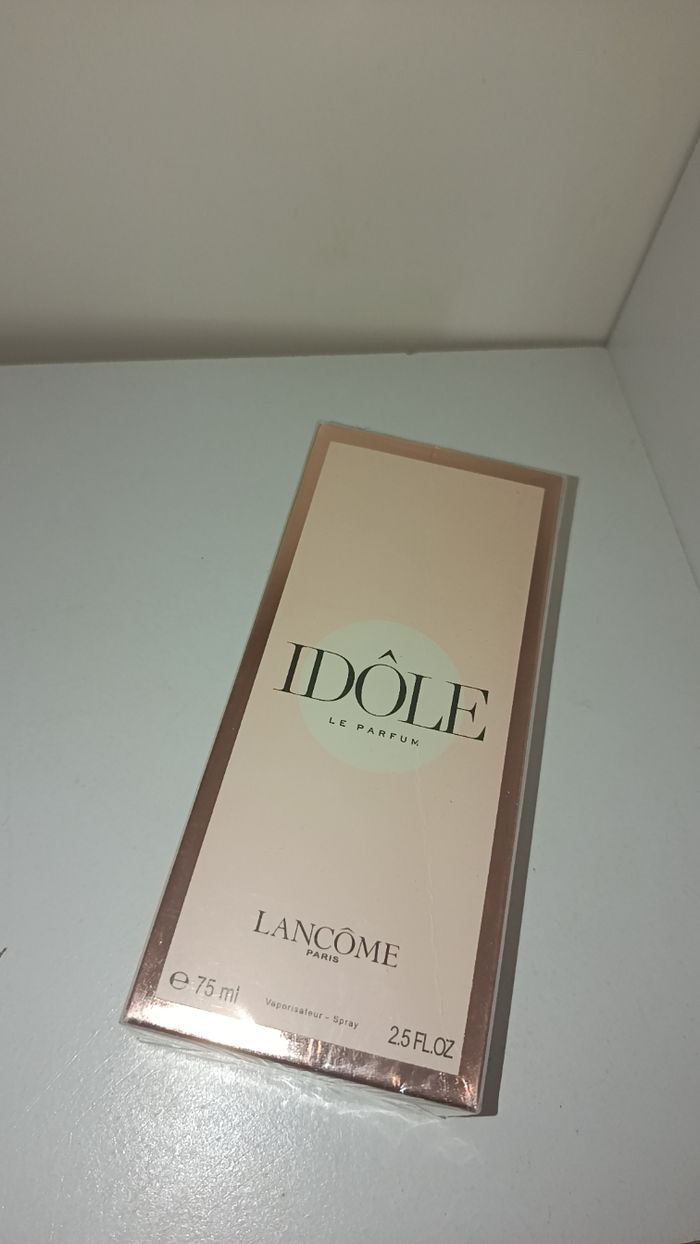 IDÔLE
LE PARFUM
LANCÔME
PARIS
℮ 75 ml
Vaporisateur - Spray
2.5 FL.OZ